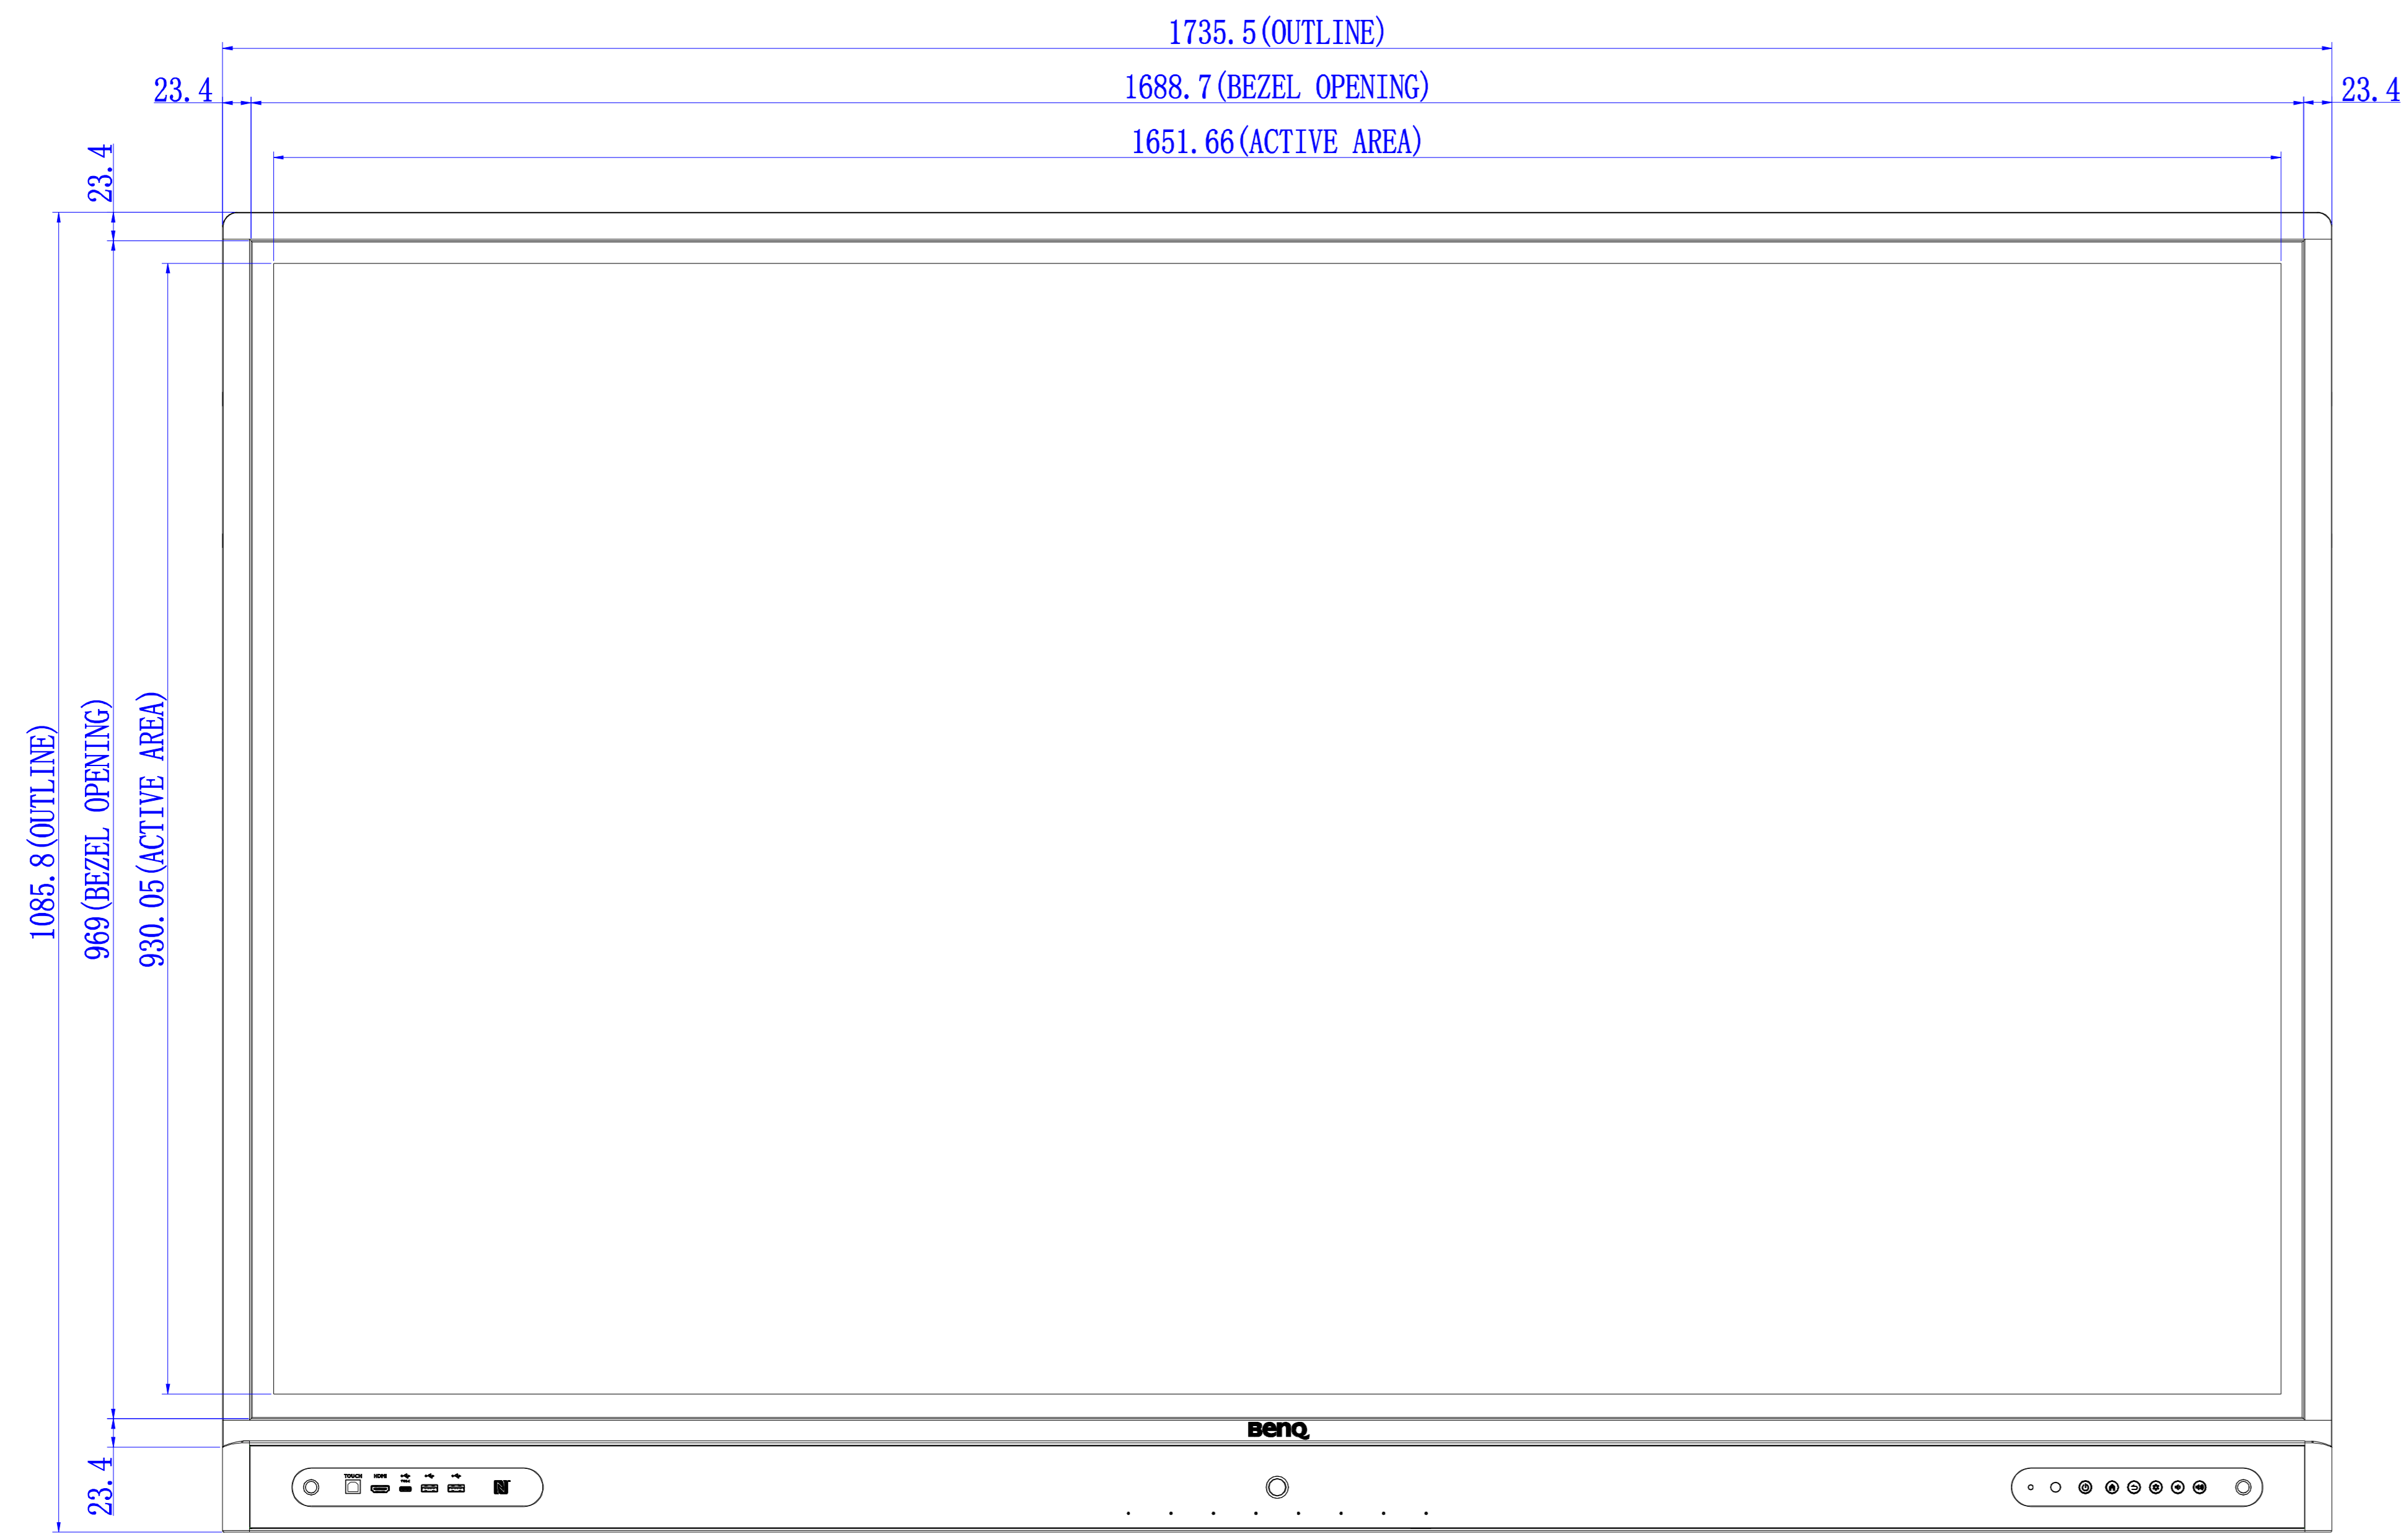 1735.5(OUTLINE)
23.4
1688.7(BEZEL OPENING)
23.4
1651.66(ACTIVE AREA)
23.4
1085.8(OUTLINE)
969(BEZEL OPENING)
930.05(ACTIVE AREA)
23.4
BenQ
TOUCH
HDMI